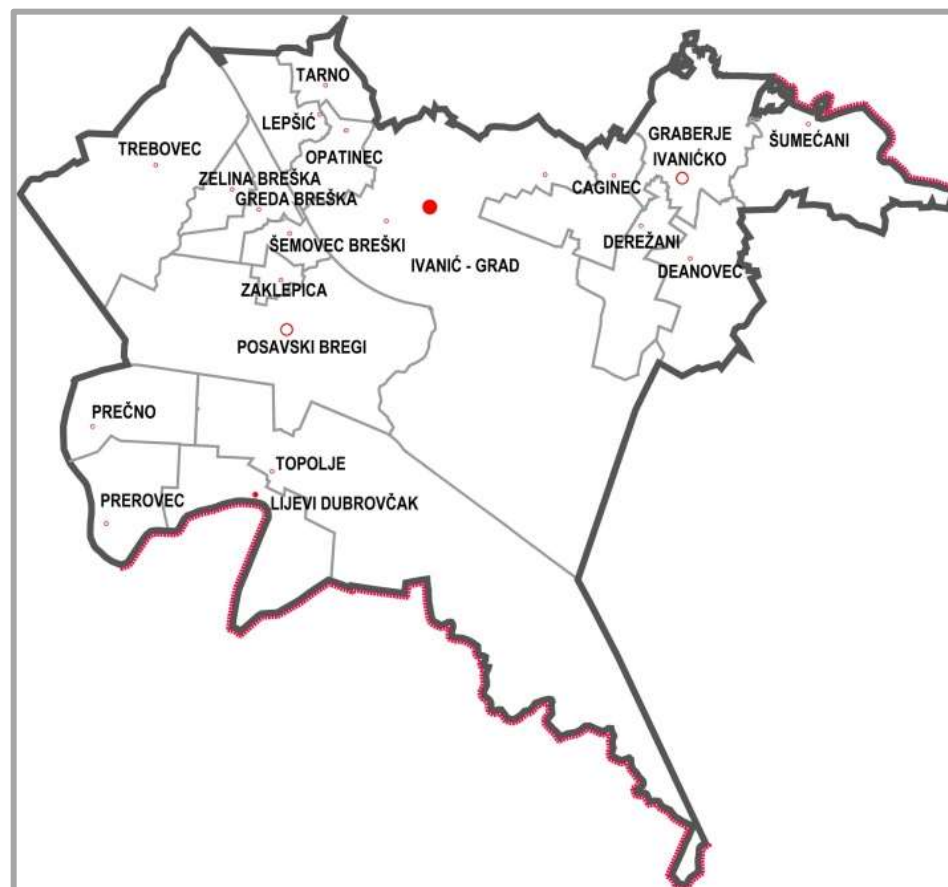 TARNO
LEPŠIĆ
OPATINEC
TREBOVEC
ZELINA BREŠKA
GREDA BREŠKA
ŠEMOVEC BREŠKI
ZAKLEPICA
POSAVSKI BREGI
IVANIĆ - GRAD
CAGINEC
GRABERJE
IVANIĆKO
ŠUMEĆANI
DEREŽANI
DEANOVEC
PREČNO
PREROVEC
TOPOLJE
LIJEVI DUBROVČAK